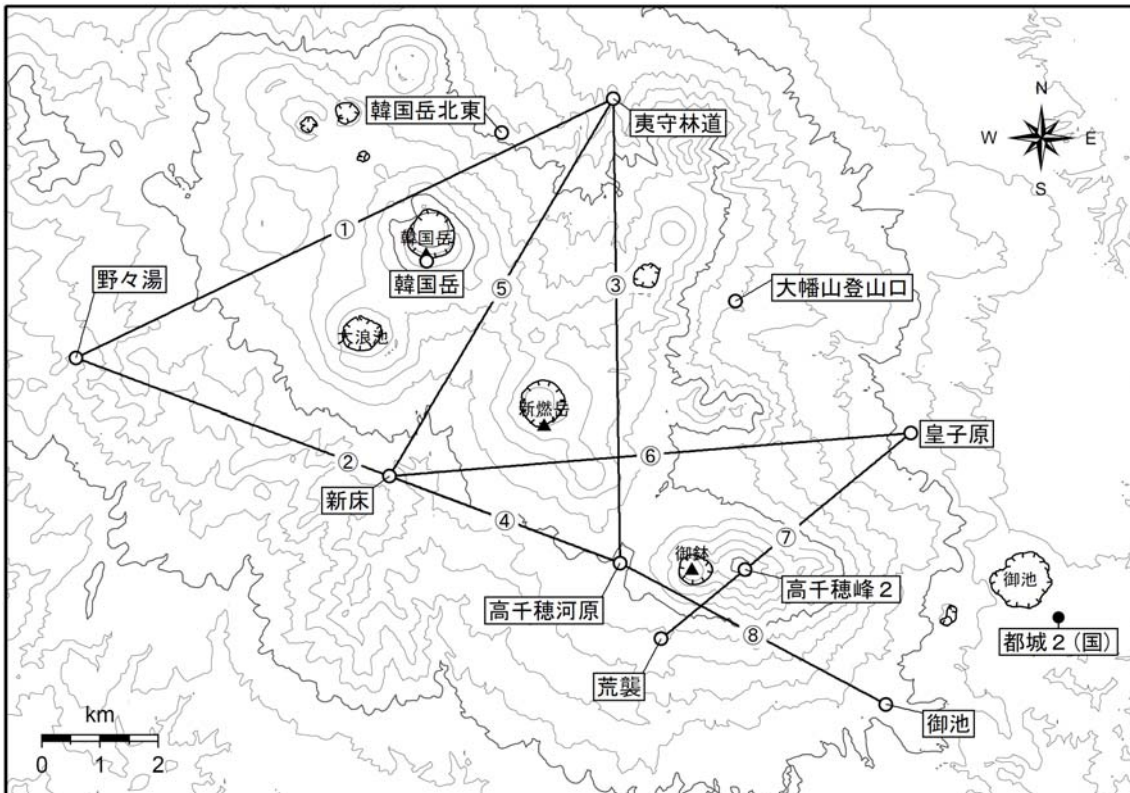 N
W E
S
韓国岳北東
夷守林道
①
韓国岳
韓国岳
野々湯
⑤
③
大幡山登山口
大浪池
新燃岳
皇子原
②
⑥
新床
④
⑦
御鉢
御池
高千穂河原
高千穂峰2
⑧
都城2(国)
荒襲
御池
km
0 1 2